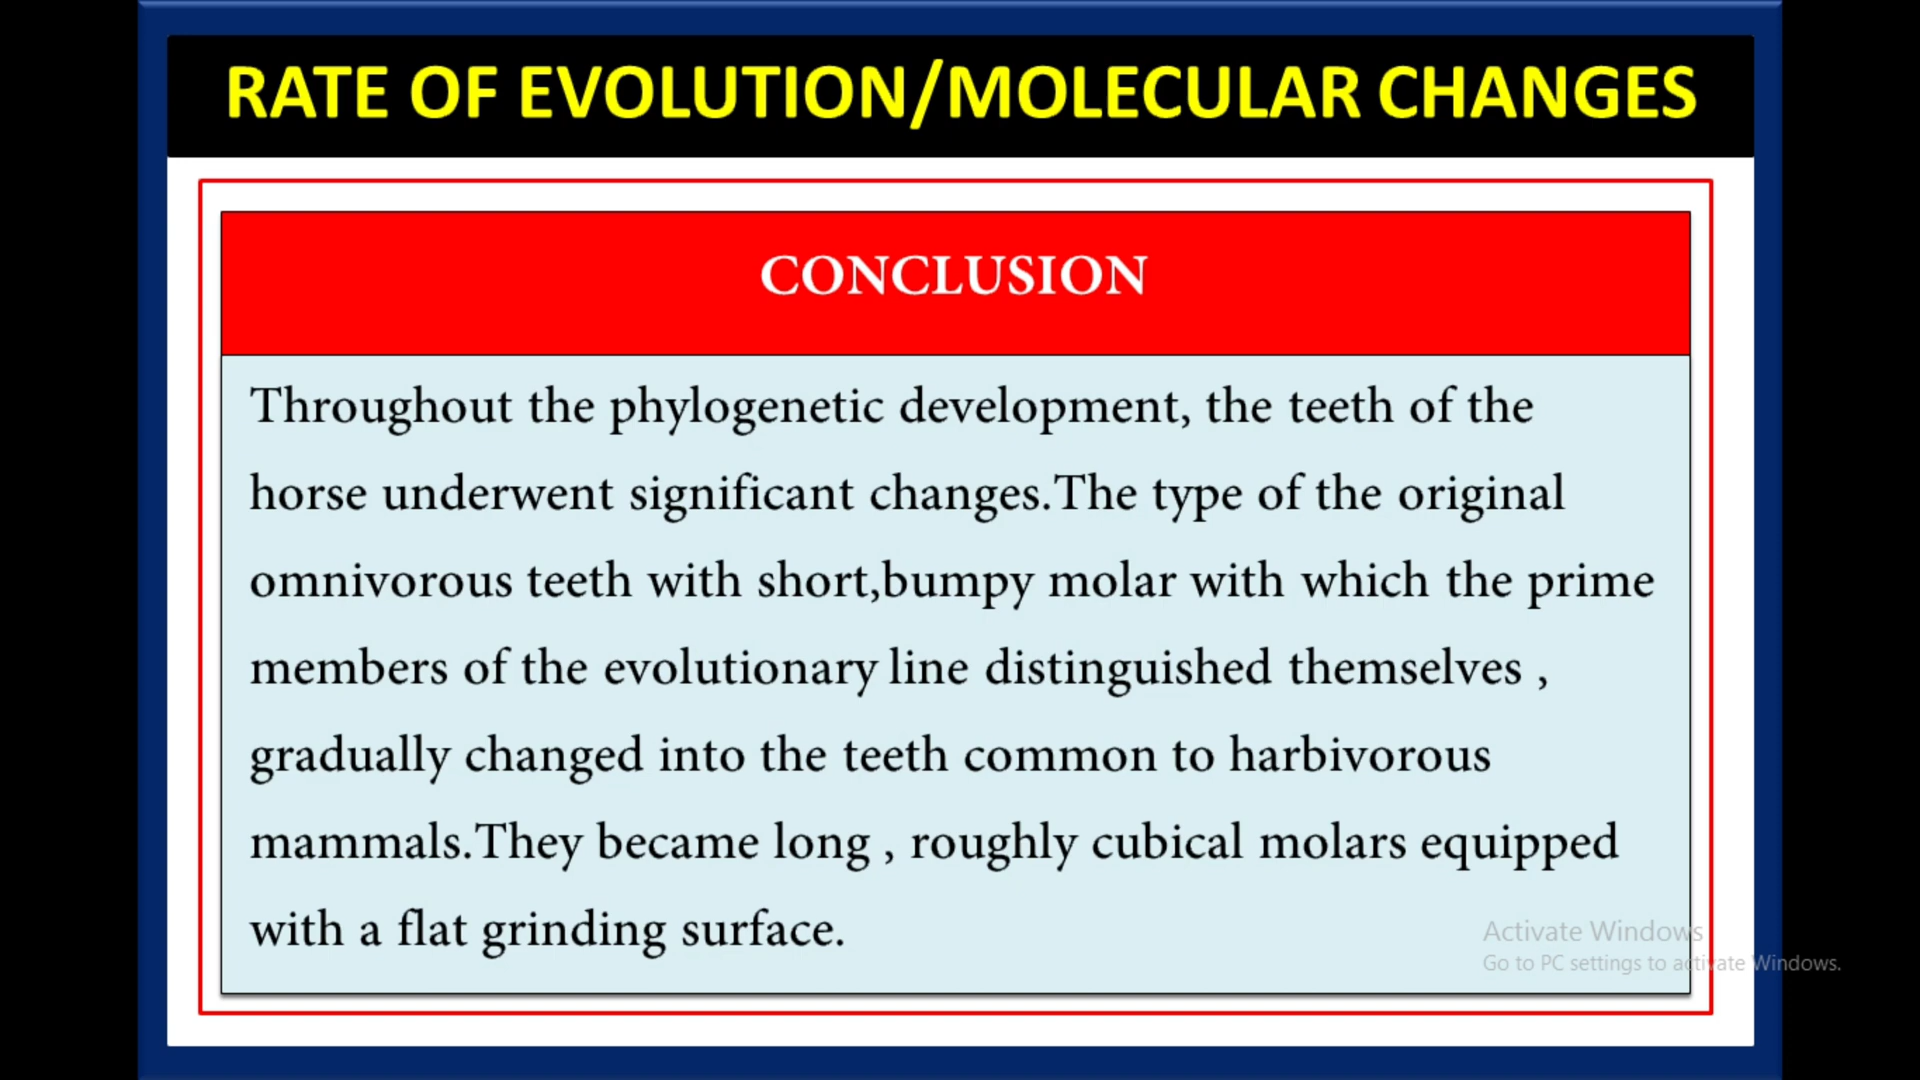 RATE OF EVOLUTION/MOLECULAR CHANGES
CONCLUSION
Throughout the phylogenetic development, the teeth of the
horse underwent significant changes.The type of the original
omnivorous teeth with short,bumpy molar with which the prime
members of the evolutionary line distinguished themselves ,
gradually changed into the teeth common to harbivorous
mammals.They became long , roughly cubical molars equipped
with a flat grinding surface.
Activate Windows
Go to PC settings to activate Windows.